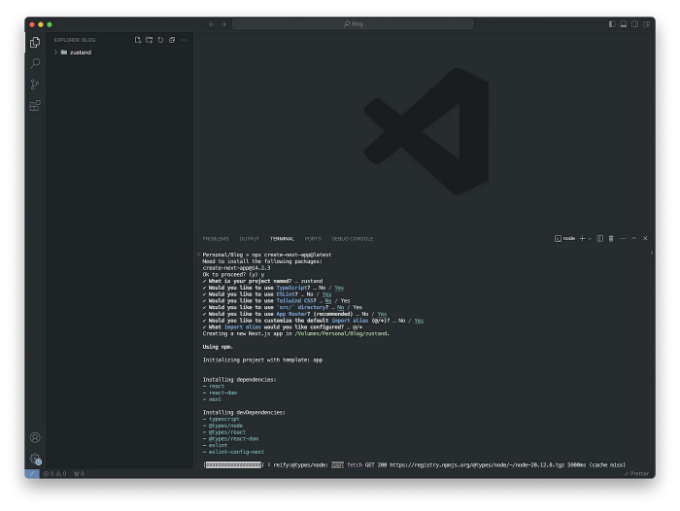 Blog
EXPLORER: BLOG
zustand
PROBLEMS OUTPUT TERMINAL PORTS DEBUG CONSOLE
node
Personal/Blog > npx create-next-app@latest
Need to install the following packages:
create-next-app@14.2.3
Ok to proceed? (y) y
✓ What is your project named? … zustand
✓ Would you like to use TypeScript? … No / Yes
✓ Would you like to use ESLint? … No / Yes
✓ Would you like to use Tailwind CSS? … No / Yes
✓ Would you like to use `src/` directory? … No / Yes
✓ Would you like to use App Router? (recommended) … No / Yes
✓ Would you like to customize the default import alias (@/*)? … No / Yes
✓ What import alias would you like configured? … @/*
Creating a new Next.js app in /Volumes/Personal/Blog/zustand.
Using npm.
Initializing project with template: app
Installing dependencies:
- react
- react-dom
- next
Installing devDependencies:
- typescript
- @types/node
- @types/react
- @types/react-dom
- eslint
- eslint-config-next
reify:@types/node: http fetch GET 200 https://registry.npmjs.org/@types/node/-/node-20.12.8.tgz (cache miss)
0 0 0
Prettier